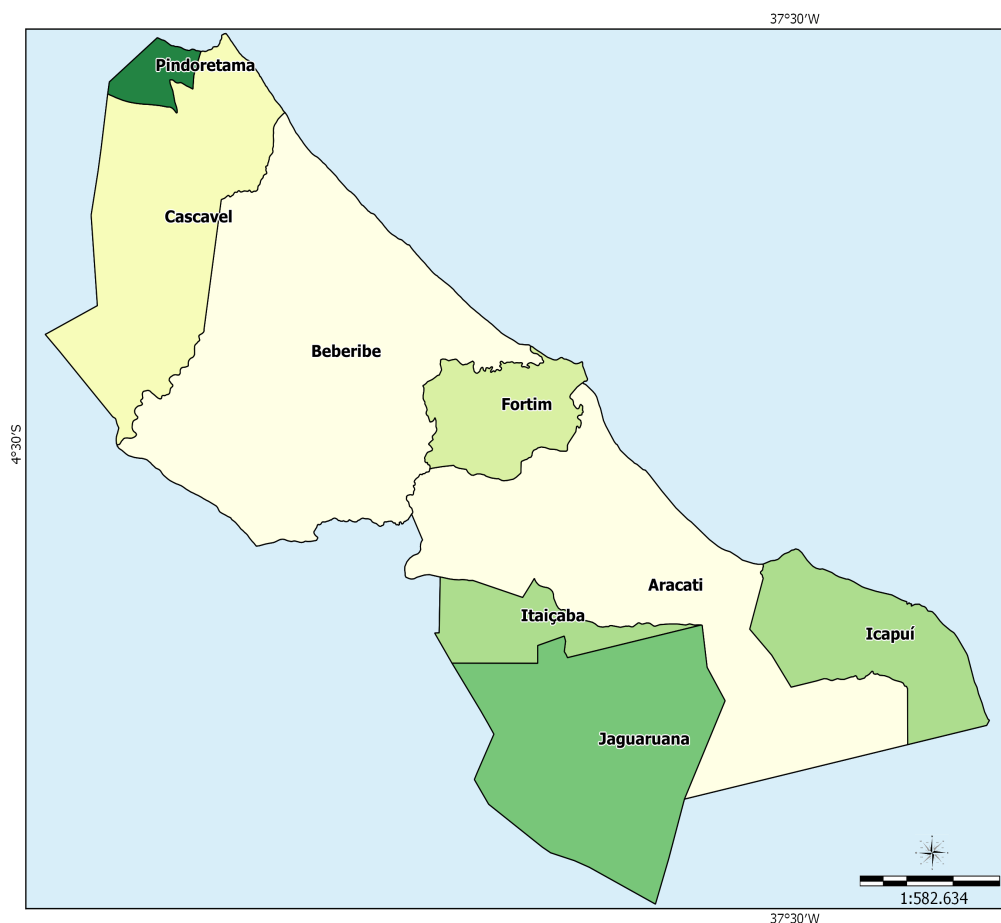 37°30′W
Pindoretama
Cascavel
Beberibe
Fortim
4°30′S
Aracati
Itaiçaba
Icapuí
Jaguaruana
1:582.634
37°30′W